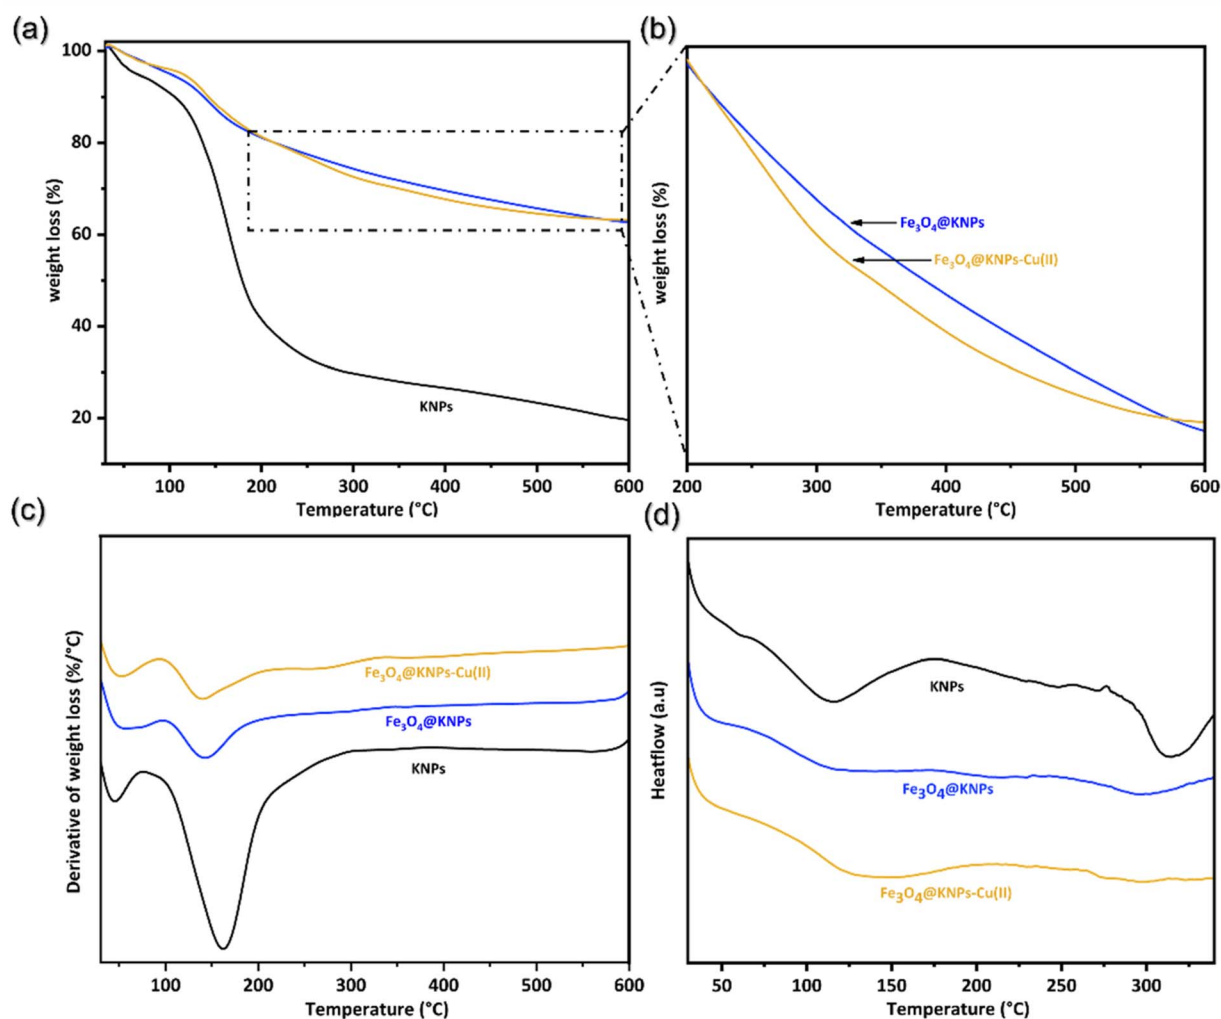 (a)
100
80
60
40
20
weight loss (%)
KNPs
100
200
300
400
500
600
Temperature (°C)
(b)
weight loss (%)
Fe₃O₄@KNPs
Fe₃O₄@KNPs-Cu(II)
200
300
400
500
600
Temperature (°C)
(c)
Derivative of weight loss (%/°C)
Fe₃O₄@KNPs-Cu(II)
Fe₃O₄@KNPs
KNPs
100
200
300
400
500
600
Temperature (°C)
(d)
Heatflow (a.u)
KNPs
Fe₃O₄@KNPs
Fe₃O₄@KNPs-Cu(II)
50
100
150
200
250
300
Temperature (°C)